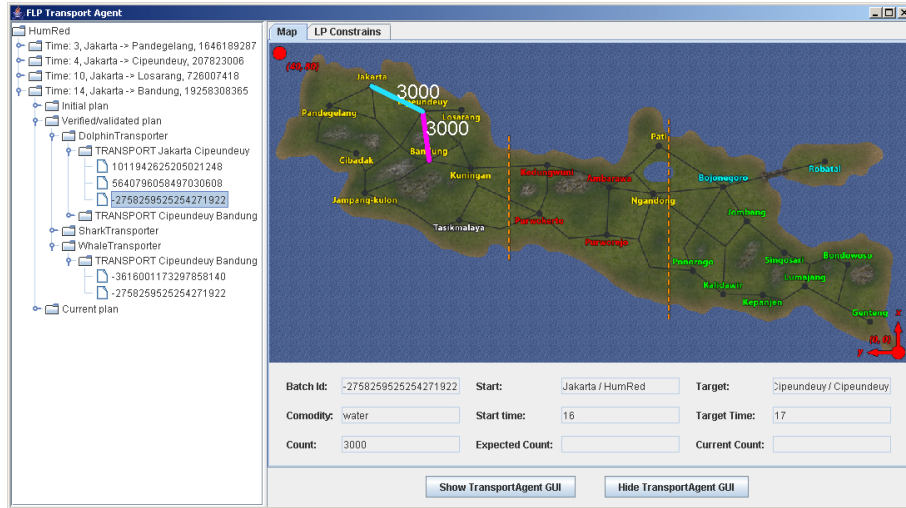 FLP Transport Agent
HumRed
Time: 3, Jakarta -> Pandegelang, 1646189287
Time: 4, Jakarta -> Cipeundeuy, 207823006
Time: 10, Jakarta -> Losarang, 726007418
Time: 14, Jakarta -> Bandung, 19258308365
Initial plan
Verified/validated plan
DolphinTransporter
TRANSPORT Jakarta Cipeundeuy
1011942625205021248
5640796058497030608
-2758259525254271922
TRANSPORT Cipeundeuy Bandung
SharkTransporter
WhaleTransporter
TRANSPORT Cipeundeuy Bandung
-3616001173297858140
-2758259525254271922
Current plan
Map LP Constrains
Jakarta
3000
Cipeundeuy
Pandegelang
Losarang
3000
Bandung
Cibadak
Kuningan
Jampang-kulon
Tasikmalaya
Purwokerto
Purworejo
Pati
Ngandong
Bojonegoro
Robatal
Jombang
Ponorogo
Singosari
Bondowoso
Lumajang
Kalidawir
Kepanjen
Genteng
x
y
Batch Id: -2758259525254271922 Start: Jakarta / HumRed Target: Cipeundeuy / Cipeundeuy
Comodity: water Start time: 16 Target Time: 17
Count: 3000 Expected Count: Current Count:
Show TransportAgent GUI Hide TransportAgent GUI